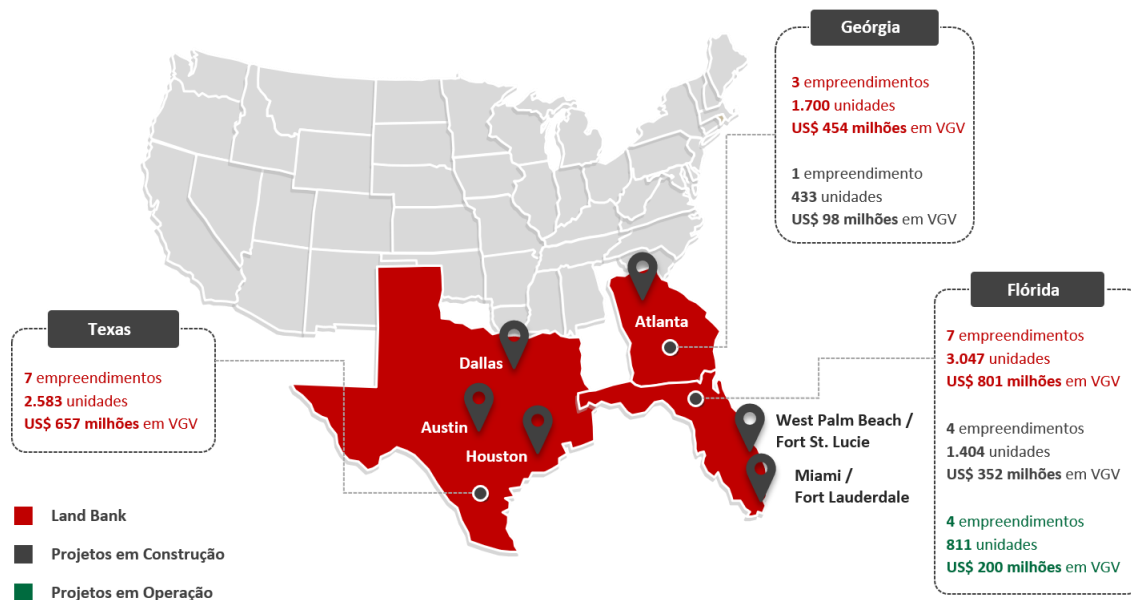 Geórgia
3 empreendimentos
1.700 unidades
US$ 454 milhões em VGV
1 empreendimento
433 unidades
US$ 98 milhões em VGV
Flórida
7 empreendimentos
3.047 unidades
US$ 801 milhões em VGV
4 empreendimentos
1.404 unidades
US$ 352 milhões em VGV
4 empreendimentos
811 unidades
US$ 200 milhões em VGV
Texas
7 empreendimentos
2.583 unidades
US$ 657 milhões em VGV
Atlanta
Dallas
Austin
Houston
West Palm Beach /
Fort St. Lucie
Miami /
Fort Lauderdale
Land Bank
Projetos em Construção
Projetos em Operação